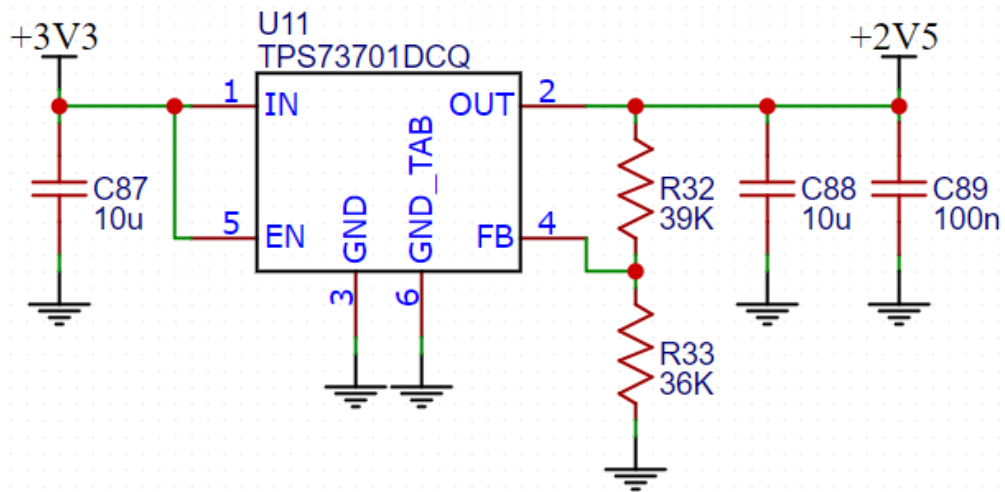 U11
TPS73701DCQ
+3V3
+2V5
1 IN
OUT 2
GND_TAB
C87
10u
R32
39K
C88
10u
C89
100n
5 EN
GND
FB 4
3
6
R33
36K